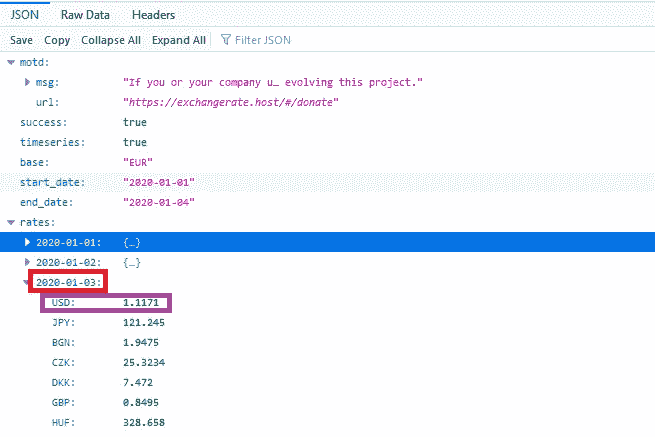 JSON Raw Data Headers
Save Copy Collapse All Expand All Filter JSON
motd:
msg: "If you or your company u… evolving this project."
url: "https://exchangerate.host/#/donate"
success: true
timeseries: true
base: "EUR"
start_date: "2020-01-01"
end_date: "2020-01-04"
rates:
2020-01-01: {…}
2020-01-02: {…}
2020-01-03:
USD: 1.1171
JPY: 121.245
BGN: 1.9475
CZK: 25.3234
DKK: 7.472
GBP: 0.8495
HUF: 328.658